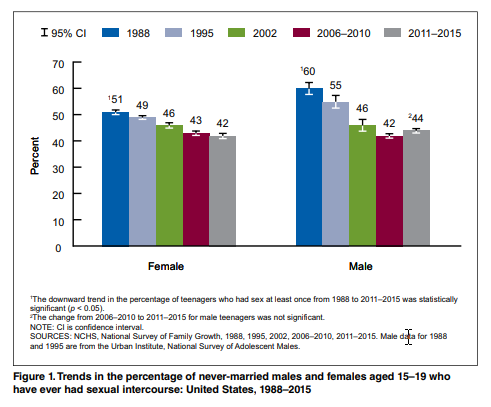 95% CI 1988 1995 2002 2006–2010 2011–2015
70
60
50
40
30
20
10
0
Percent
¹51 49 46 43 42
¹60 55 46 42 ²44
Female Male
¹The downward trend in the percentage of teenagers who had sex at least once from 1988 to 2011–2015 was statistically
significant (p < 0.05).
²The change from 2006–2010 to 2011–2015 for male teenagers was not significant.
NOTE: CI is confidence interval.
SOURCES: NCHS, National Survey of Family Growth, 1988, 1995, 2002, 2006–2010, 2011–2015. Male data for 1988
and 1995 are from the Urban Institute, National Survey of Adolescent Males.
Figure 1. Trends in the percentage of never-married males and females aged 15–19 who
have ever had sexual intercourse: United States, 1988–2015